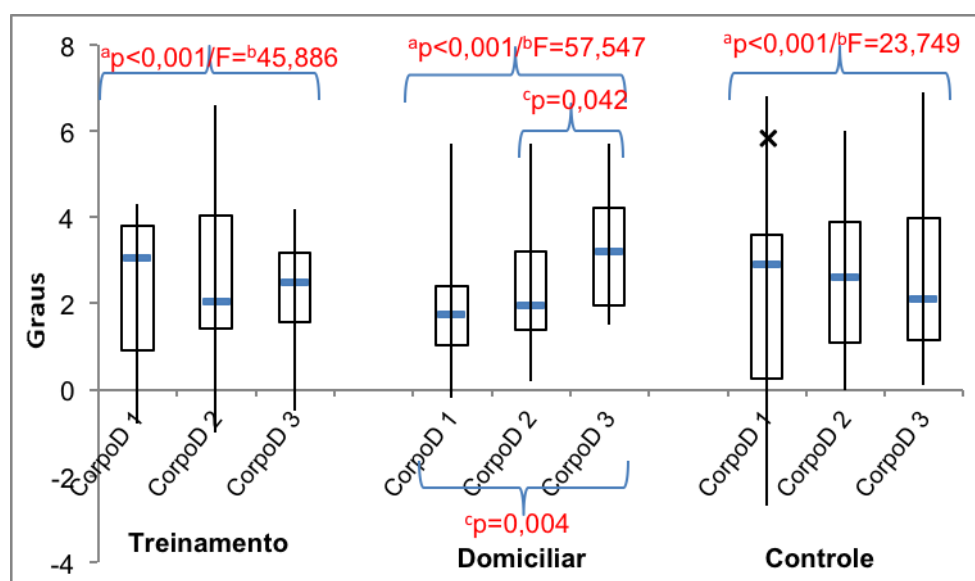 ᵃp<0,001/F=ᵇ45,886
ᵃp<0,001/ᵇF=57,547
ᵃp<0,001/ᵇF=23,749
ᶜp=0,042
8
6
4
2
0
-2
-4
Graus
CorpoD 1
CorpoD 2
CorpoD 3
CorpoD 1
CorpoD 2
CorpoD 3
CorpoD 1
CorpoD 2
CorpoD 3
ᶜp=0,004
Treinamento
Domiciliar
Controle